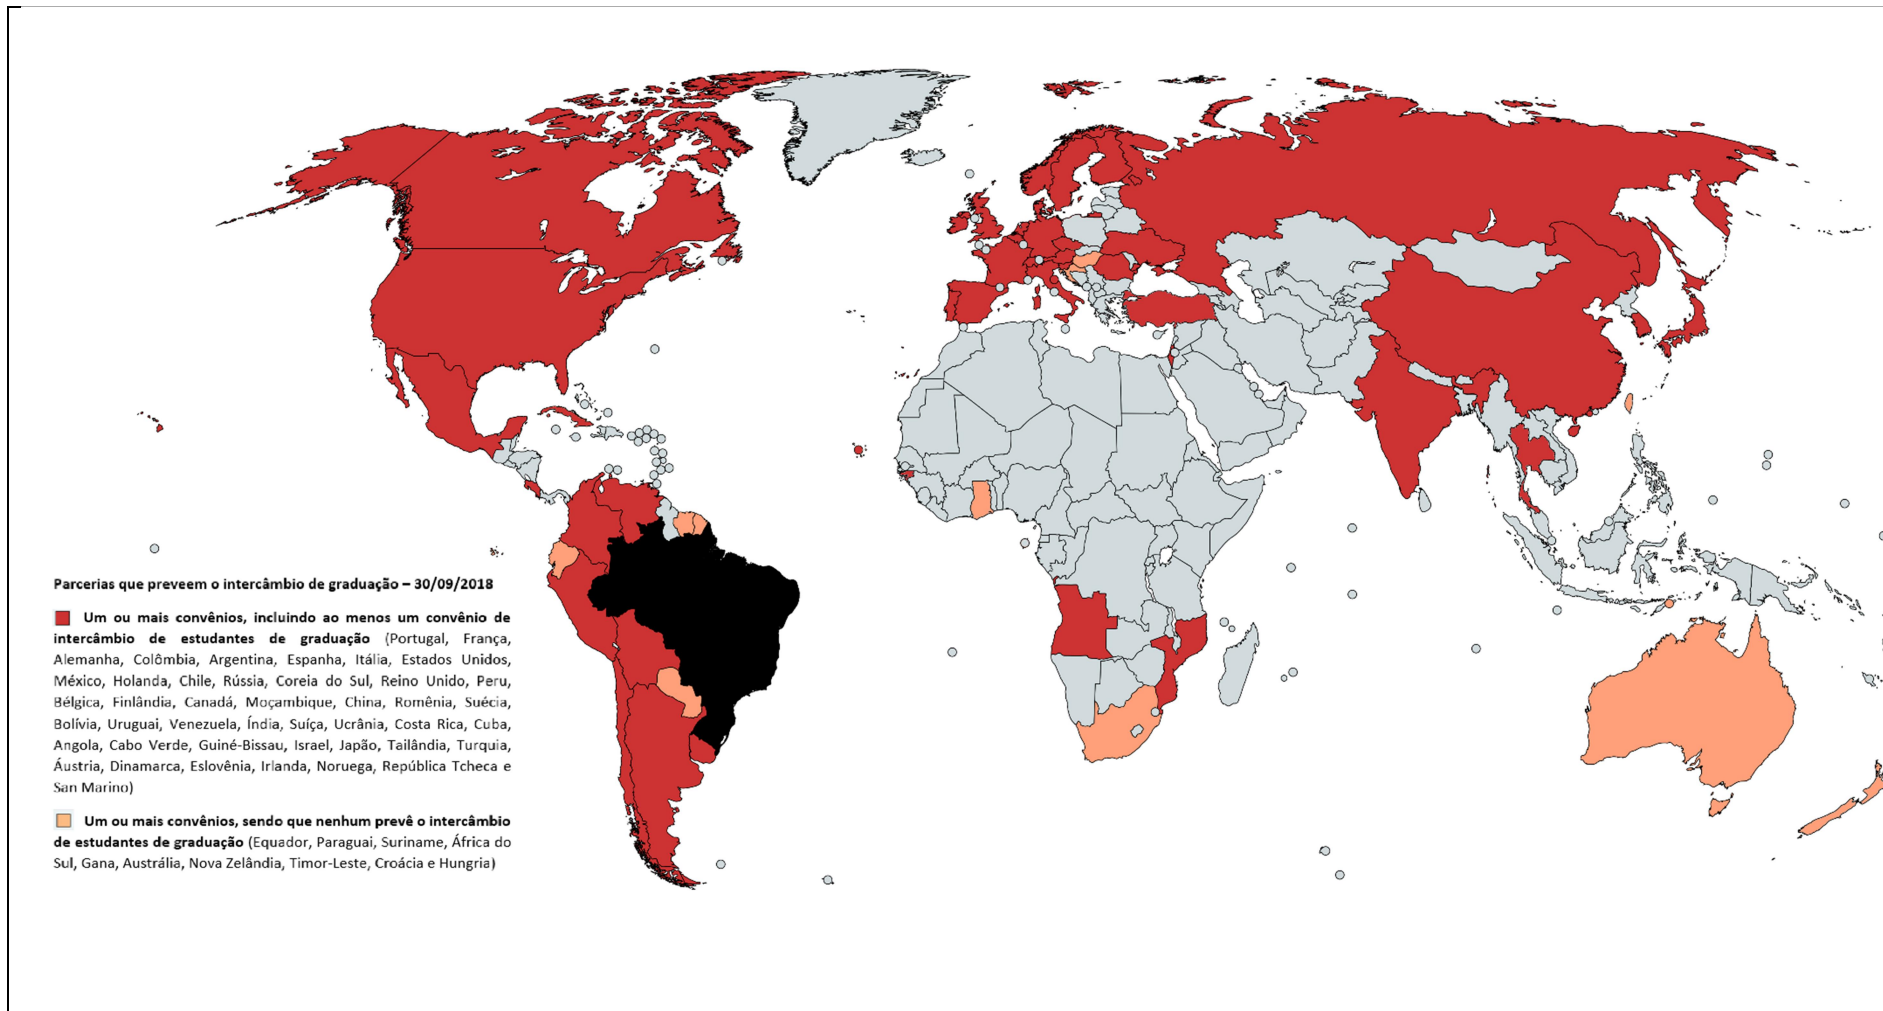 Parcerias que preveem o intercâmbio de graduação – 30/09/2018
Um ou mais convênios, incluindo ao menos um convênio de
intercâmbio de estudantes de graduação (Portugal, França,
Alemanha, Colômbia, Argentina, Espanha, Itália, Estados Unidos,
México, Holanda, Chile, Rússia, Coreia do Sul, Reino Unido, Peru,
Bélgica, Finlândia, Canadá, Moçambique, China, Romênia, Suécia,
Bolívia, Uruguai, Venezuela, Índia, Suíça, Ucrânia, Costa Rica, Cuba,
Angola, Cabo Verde, Guiné-Bissau, Israel, Japão, Tailândia, Turquia,
Áustria, Dinamarca, Eslovênia, Irlanda, Noruega, República Tcheca e
San Marino)
Um ou mais convênios, sendo que nenhum prevê o intercâmbio
de estudantes de graduação (Equador, Paraguai, Suriname, África do
Sul, Gana, Austrália, Nova Zelândia, Timor-Leste, Croácia e Hungria)